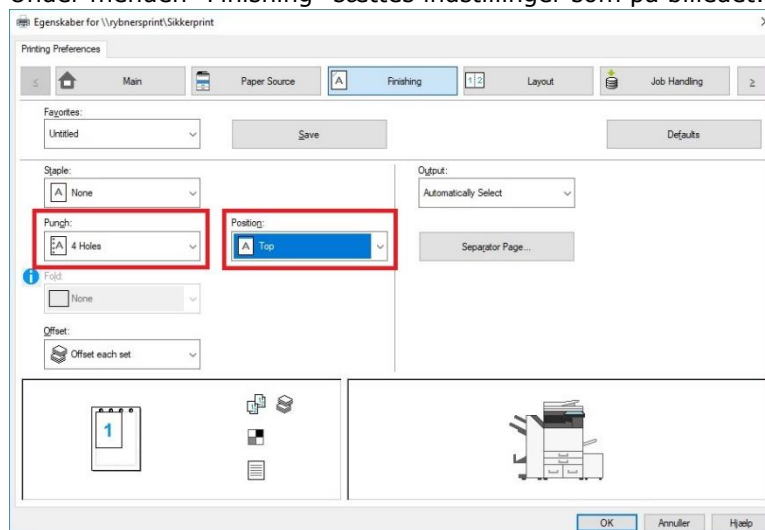 Under menuen "Finishing" sættes indstillinger som på billedet.
Egenskaber for \\rybnersprint\Sikkerprint
Printing Preferences
Main Paper Source Finishing Layout Job Handling
Favorites:
Untitled Save Defaults
Staple: Output:
None Automatically Select
Punch: Position:
4 Holes Top Separator Page...
Fold:
None
Offset:
Offset each set
1
OK Annuller Hjælp